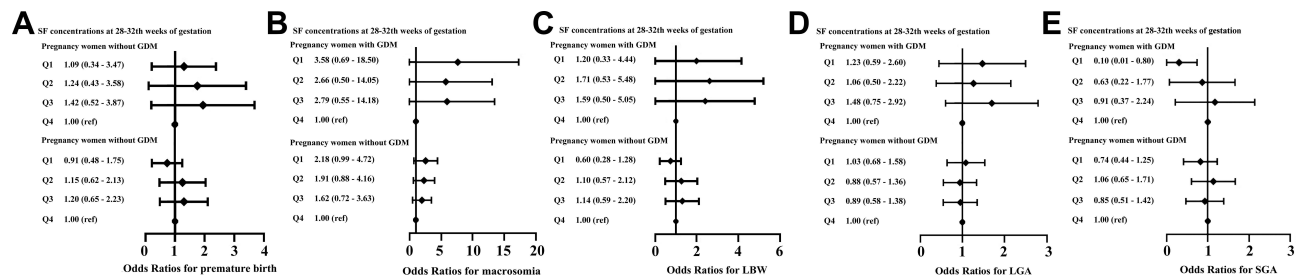 A
SF concentrations at 28-32th weeks of gestation
Pregnancy women without GDM
Q1 1.09 (0.34 - 3.47)
Q2 1.24 (0.43 - 3.58)
Q3 1.42 (0.52 - 3.87)
Q4 1.00 (ref)
Pregnancy women without GDM
Q1 0.91 (0.48 - 1.75)
Q2 1.15 (0.62 - 2.13)
Q3 1.20 (0.65 - 2.23)
Q4 1.00 (ref)
0 1 2 3 4
Odds Ratios for premature birth
B
SF concentrations at 28-32th weeks of gestation
Pregnancy women with GDM
Q1 3.58 (0.69 - 18.50)
Q2 2.66 (0.50 - 14.05)
Q3 2.79 (0.55 - 14.18)
Q4 1.00 (ref)
Pregnancy women without GDM
Q1 2.18 (0.99 - 4.72)
Q2 1.91 (0.88 - 4.16)
Q3 1.62 (0.72 - 3.63)
Q4 1.00 (ref)
0 5 10 15 20
Odds Ratios for macrosomia
C
SF concentrations at 28-32th weeks of gestation
Pregnancy women with GDM
Q1 1.20 (0.33 - 4.44)
Q2 1.71 (0.53 - 5.48)
Q3 1.59 (0.50 - 5.05)
Q4 1.00 (ref)
Pregnancy women without GDM
Q1 0.60 (0.28 - 1.28)
Q2 1.10 (0.57 - 2.12)
Q3 1.14 (0.59 - 2.20)
Q4 1.00 (ref)
0 2 4 6
Odds Ratios for LBW
D
SF concentrations at 28-32th weeks of gestation
Pregnancy women with GDM
Q1 1.23 (0.59 - 2.60)
Q2 1.06 (0.50 - 2.22)
Q3 1.48 (0.75 - 2.92)
Q4 1.00 (ref)
Pregnancy women without GDM
Q1 1.03 (0.68 - 1.58)
Q2 0.88 (0.57 - 1.36)
Q3 0.89 (0.58 - 1.38)
Q4 1.00 (ref)
0 1 2 3
Odds Ratios for LGA
E
SF concentrations at 28-32th weeks of gestation
Pregnancy women with GDM
Q1 0.10 (0.01 - 0.80)
Q2 0.63 (0.22 - 1.77)
Q3 0.91 (0.37 - 2.24)
Q4 1.00 (ref)
Pregnancy women without GDM
Q1 0.74 (0.44 - 1.25)
Q2 1.06 (0.65 - 1.71)
Q3 0.85 (0.51 - 1.42)
Q4 1.00 (ref)
0 1 2 3
Odds Ratios for SGA